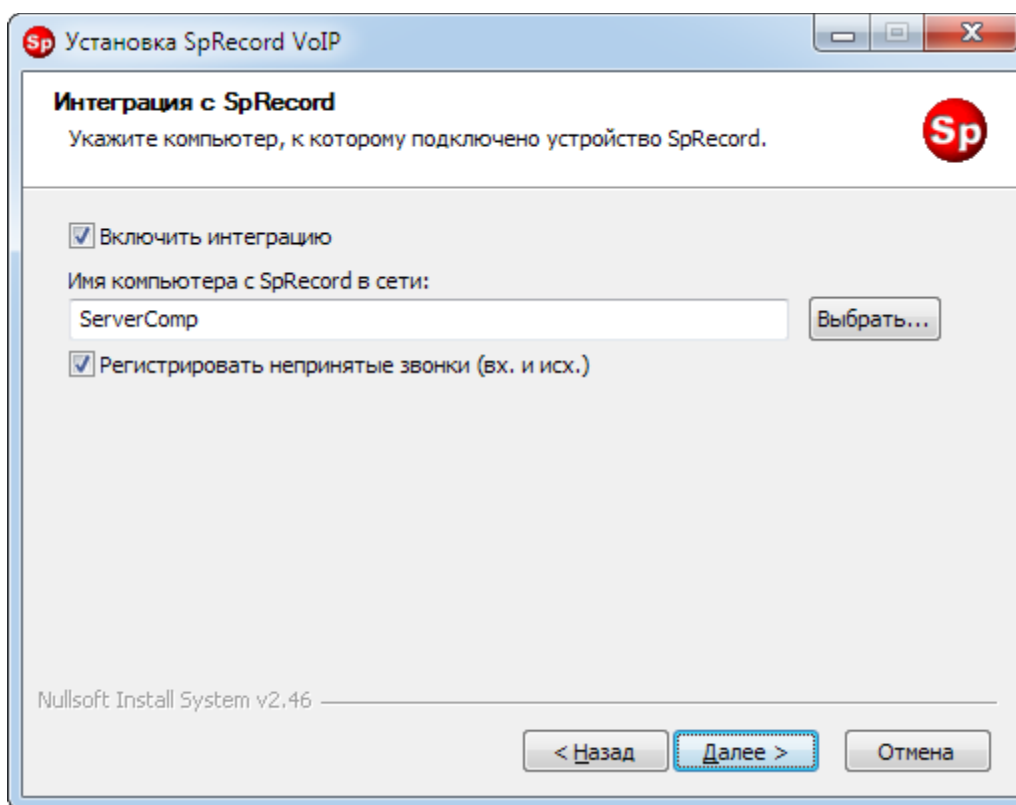 Sp Установка SpRecord VoIP
Интеграция с SpRecord
Укажите компьютер, к которому подключено устройство SpRecord.
Sp
Включить интеграцию
Имя компьютера с SpRecord в сети:
ServerComp
Выбрать...
Регистрировать непринятые звонки (вх. и исх.)
Nullsoft Install System v2.46
< Назад
Далее >
Отмена